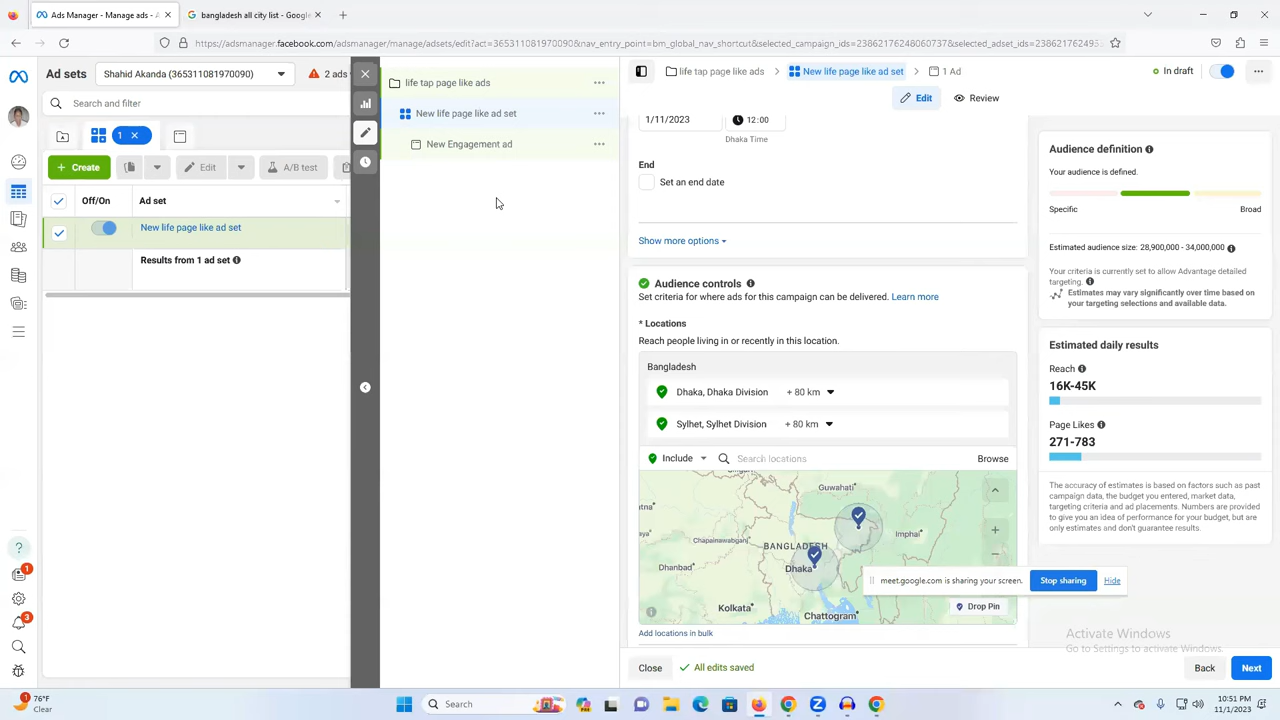 Ads Manager - Manage ads - A
bangladesh all city list - Google
https://adsmanager.facebook.com/adsmanager/manage/adsets/edit?act=365311081970090&nav_entry_point=bm_global_nav_shortcut&selected_campaign_ids=23862176248060737&selected_adset_ids=238621762495
Ad sets
Shahid Akanda (365311081970090)
2 ads
life tap page like ads
life tap page like ads
New life page like ad set
1 Ad
In draft
Search and filter
Edit
Review
New life page like ad set
1
New Engagement ad
1/11/2023
12:00
Dhaka Time
Create
Edit
A/B test
Off/On
Ad set
New life page like ad set
Results from 1 ad set
End
Set an end date
Show more options
Audience controls
Set criteria for where ads for this campaign can be delivered. Learn more
* Locations
Reach people living in or recently in this location.
Bangladesh
Dhaka, Dhaka Division + 80 km
Sylhet, Sylhet Division + 80 km
Include
Search locations
Browse
Guwahati
Chapainawabganj
BANGLADESH
Imphal
Dhanbad
Dhaka
Kolkata
Chattogram
Drop Pin
Add locations in bulk
Audience definition
Your audience is defined.
Specific
Broad
Estimated audience size: 28,900,000 - 34,000,000
Your criteria is currently set to allow Advantage detailed
targeting.
Estimates may vary significantly over time based on
your targeting selections and available data.
Estimated daily results
Reach
16K-45K
Page Likes
271-783
The accuracy of estimates is based on factors such as past
campaign data, the budget you entered, market data,
targeting criteria and ad placements. Numbers are provided
to give you an idea of performance for your budget, but are
only estimates and don't guarantee results.
meet.google.com is sharing your screen.
Stop sharing
Hide
Activate Windows
Go to Settings to activate Windows.
Close
All edits saved
Back
Next
1
3
1
76°F
Clear
Search
10:51 PM
11/1/2023